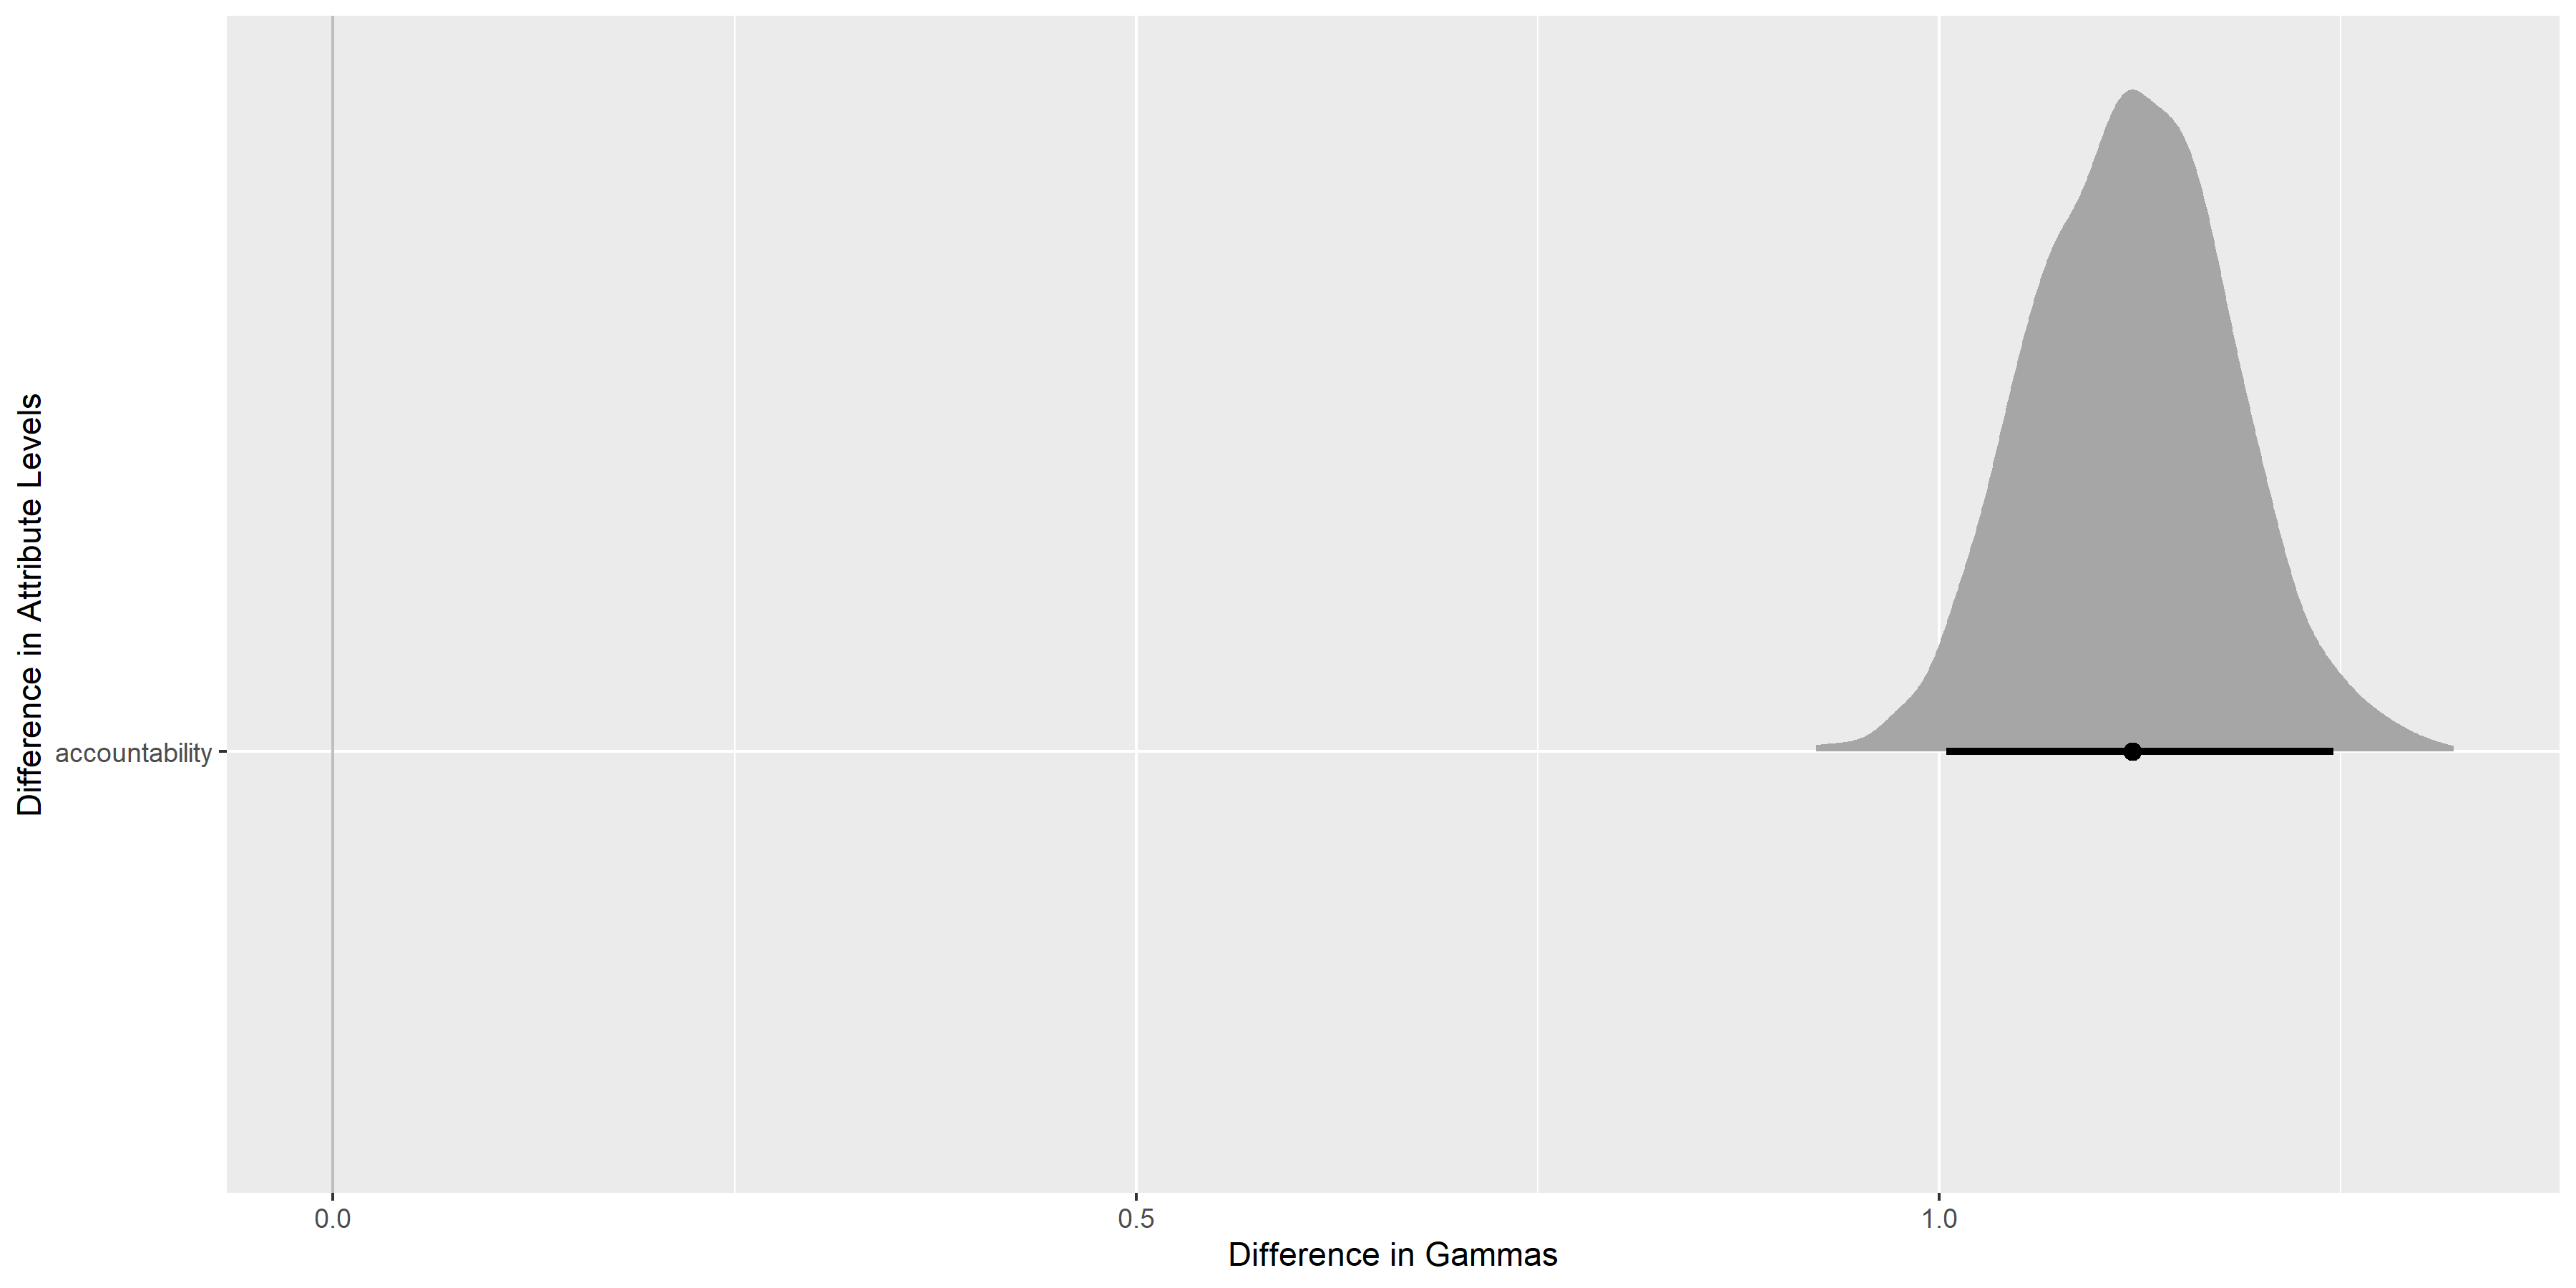 Difference in Attribute Levels
accountability
0.0
0.5
1.0
Difference in Gammas